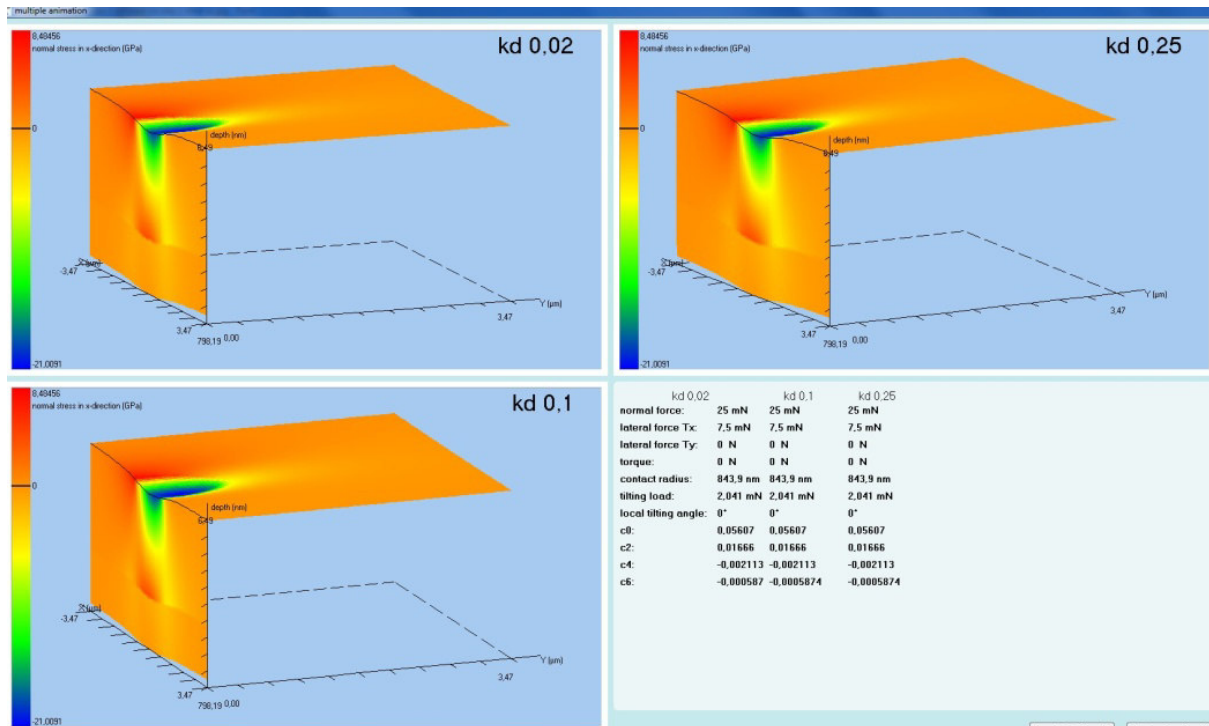 multiple animation
8,48456
normal stress in x-direction (GPa)
kd 0,02
0
depth (nm)
6,49
-3,47
X (µm)
Y (µm)
3,47
3,47
798,19 0,00
-21,0091
8,48456
normal stress in x-direction (GPa)
kd 0,25
0
depth (nm)
6,49
-3,47
X (µm)
Y (µm)
3,47
3,47
798,19 0,00
-21,0091
8,48456
normal stress in x-direction (GPa)
kd 0,1
0
depth (nm)
6,49
-3,47
X (µm)
Y (µm)
3,47
3,47
798,19 0,00
-21,0091
kd 0,02 kd 0,1 kd 0,25
normal force: 25 mN 25 mN 25 mN
lateral force Tx: 7,5 mN 7,5 mN 7,5 mN
lateral force Ty: 0 N 0 N 0 N
torque: 0 N 0 N 0 N
contact radius: 843,9 nm 843,9 nm 843,9 nm
tilting load: 2,041 mN 2,041 mN 2,041 mN
local tilting angle: 0° 0° 0°
c0: 0,05607 0,05607 0,05607
c2: 0,01666 0,01666 0,01666
c4: -0,002113 -0,002113 -0,002113
c6: -0,000587 -0,0005874 -0,0005874